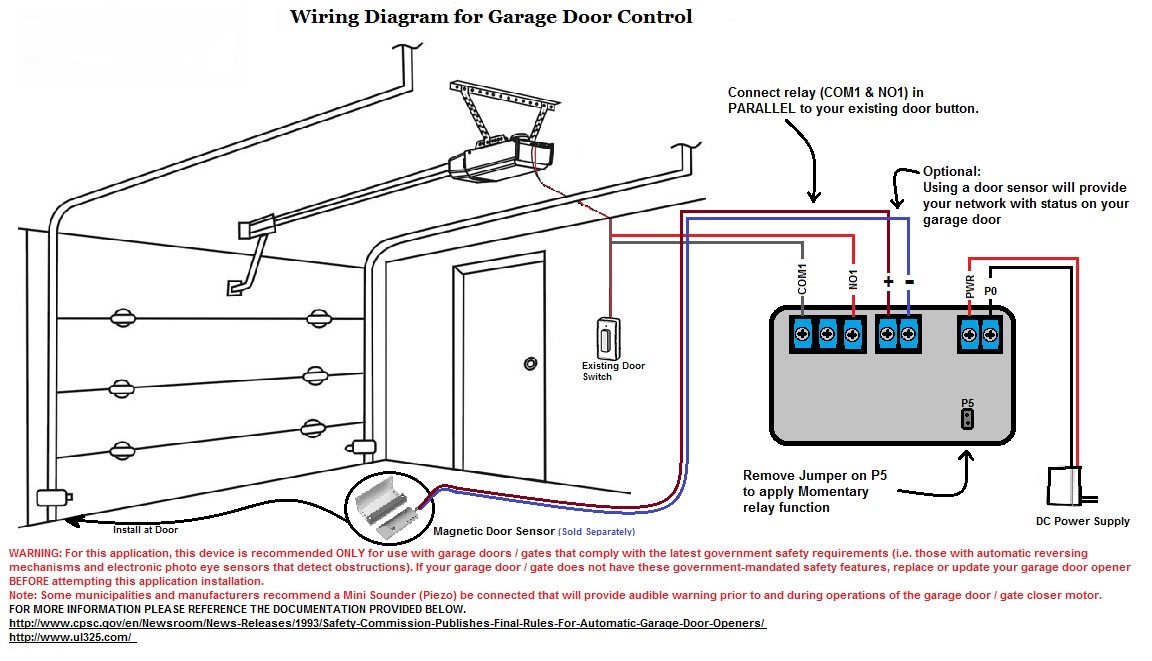 Wiring Diagram for Garage Door Control
Connect relay (COM1 & NO1) in
PARALLEL to your existing door button.
Optional:
Using a door sensor will provide
your network with status on your
garage door
COM1
NO1
+
-
PWR
P0
Existing Door
Switch
P5
Remove Jumper on P5
to apply Momentary
relay function
DC Power Supply
Install at Door
Magnetic Door Sensor (Sold Separately)
WARNING: For this application, this device is recommended ONLY for use with garage doors / gates that comply with the latest government safety requirements (i.e. those with automatic reversing
mechanisms and electronic photo eye sensors that detect obstructions). If your garage door / gate does not have these government-mandated safety features, replace or update your garage door opener
BEFORE attempting this application installation.
Note: Some municipalities and manufacturers recommend a Mini Sounder (Piezo) be connected that will provide audible warning prior to and during operations of the garage door / gate closer motor.
FOR MORE INFORMATION PLEASE REFERENCE THE DOCUMENTATION PROVIDED BELOW.
http://www.cpsc.gov/en/Newsroom/News-Releases/1993/Safety-Commission-Publishes-Final-Rules-For-Automatic-Garage-Door-Openers/
http://www.ul325.com/